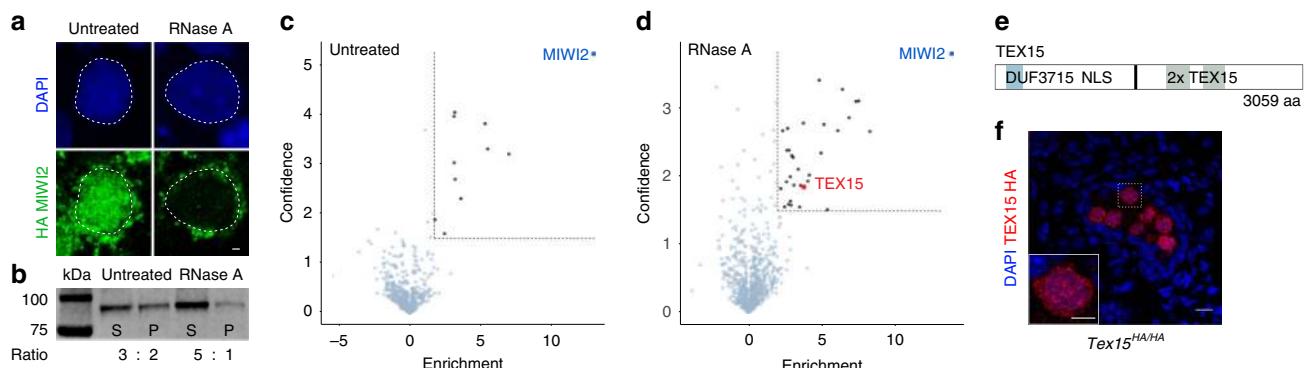 a
Untreated
RNase A
DAPI
HA MIWI2
b
kDa
Untreated
RNase A
100
75
S
P
S
P
Ratio
3 : 2
5 : 1
c
Untreated
MIWI2
Confidence
5
4
3
2
1
0
−5
0
5
10
Enrichment
d
RNase A
MIWI2
TEX15
Confidence
3
2
1
0
0
5
10
Enrichment
e
TEX15
DUF3715 NLS
2x TEX15
3059 aa
f
DAPI TEX15 HA
Tex15HA/HA